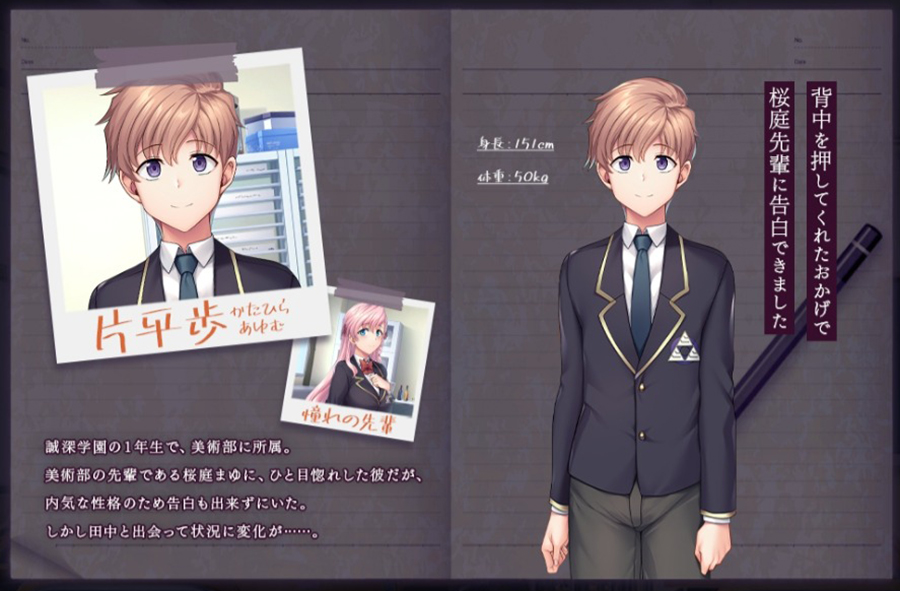 片平歩
かたひら
あゆむ
憧れの先輩
誠深学園の1年生で、美術部に所属。
美術部の先輩である桜庭まゆに、ひと目惚れした彼だが、
内気な性格のため告白も出来ずにいた。
しかし田中と出会って状況に変化が……。
身長：151cm
体重：50kg
背中を押してくれたおかげで
桜庭先輩に告白できました